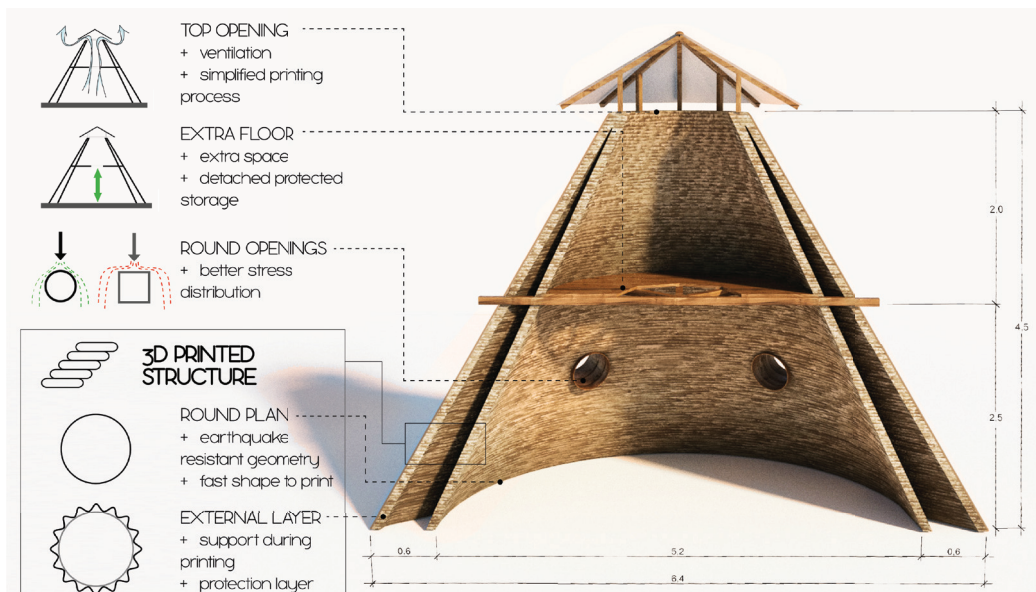 TOP OPENING
+ ventilation
+ simplified printing
process
EXTRA FLOOR
+ extra space
+ detached protected
storage
ROUND OPENINGS
+ better stress
distribution
3D PRINTED
STRUCTURE
ROUND PLAN
+ earthquake
resistant geometry
+ fast shape to print
EXTERNAL LAYER
+ support during
printing
+ protection layer
2.0
4.5
2.5
0.6
5.2
0.6
6.4